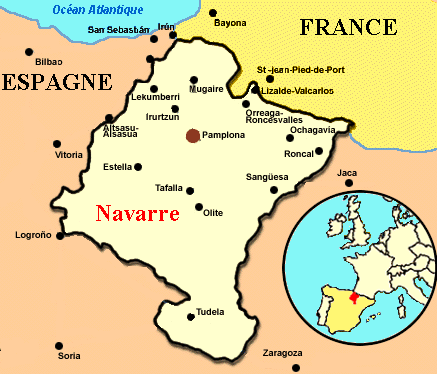 Océan Atlantique
Bayona
FRANCE
San Sebastián
Irún
Bilbao
ESPAGNE
St-jean-Pied-de-Port
Mugaire
Lizalde-Valcarlos
Lekumberri
Irurtzun
Orreaga-
Roncesvalles
Altsasu-
Alsasua
Pamplona
Ochagavía
Vitoria
Roncal
Estella
Jaca
Sangüesa
Tafalla
Navarre
Olite
Logroño
Tudela
Soria
Zaragoza